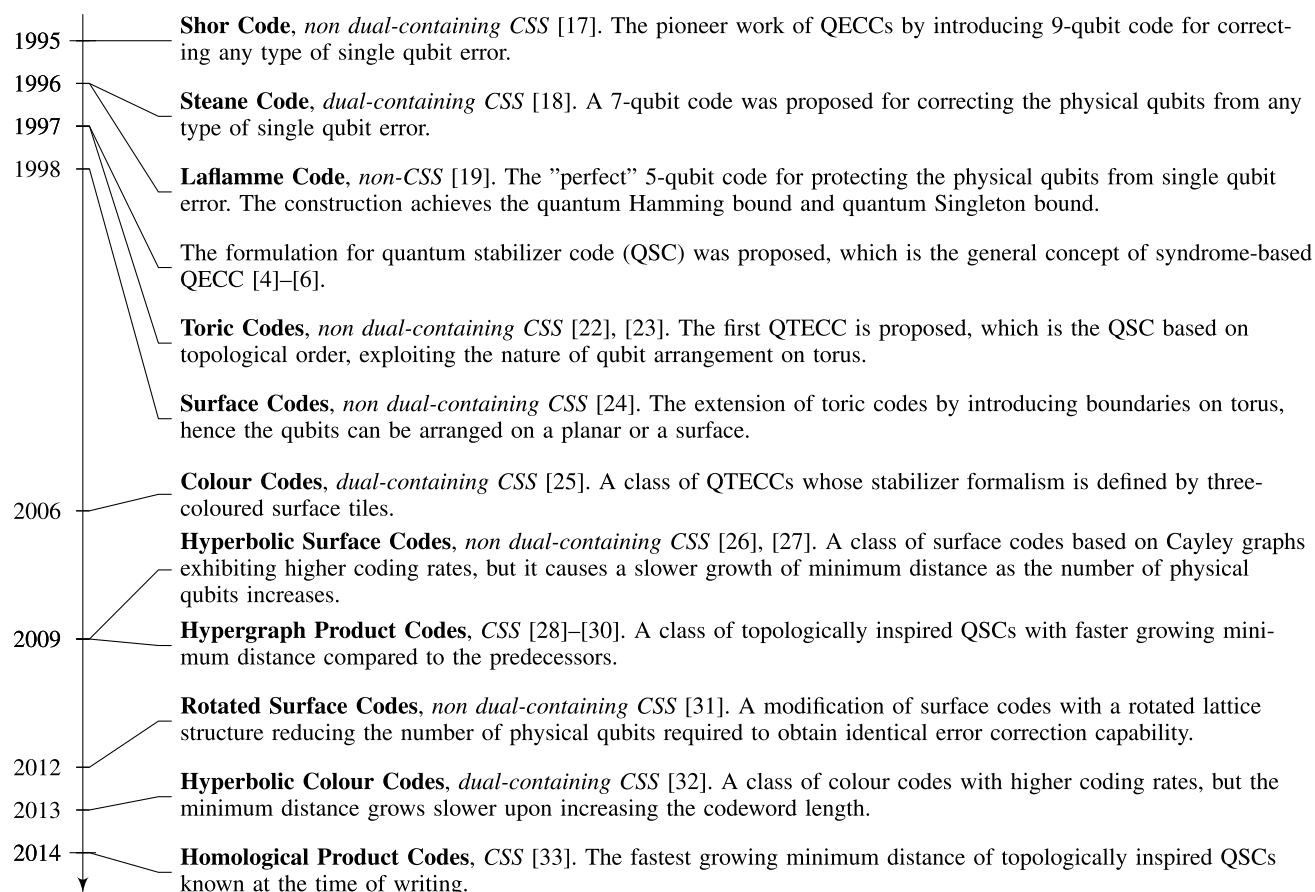 1995
Shor Code, non dual-containing CSS [17]. The pioneer work of QECCs by introducing 9-qubit code for correct-
ing any type of single qubit error.
1996
Steane Code, dual-containing CSS [18]. A 7-qubit code was proposed for correcting the physical qubits from any
type of single qubit error.
1997
1998
Laflamme Code, non-CSS [19]. The ”perfect” 5-qubit code for protecting the physical qubits from single qubit
error. The construction achieves the quantum Hamming bound and quantum Singleton bound.
The formulation for quantum stabilizer code (QSC) was proposed, which is the general concept of syndrome-based
QECC [4]–[6].
Toric Codes, non dual-containing CSS [22], [23]. The first QTECC is proposed, which is the QSC based on
topological order, exploiting the nature of qubit arrangement on torus.
Surface Codes, non dual-containing CSS [24]. The extension of toric codes by introducing boundaries on torus,
hence the qubits can be arranged on a planar or a surface.
Colour Codes, dual-containing CSS [25]. A class of QTECCs whose stabilizer formalism is defined by three-
coloured surface tiles.
2006
Hyperbolic Surface Codes, non dual-containing CSS [26], [27]. A class of surface codes based on Cayley graphs
exhibiting higher coding rates, but it causes a slower growth of minimum distance as the number of physical
qubits increases.
2009
Hypergraph Product Codes, CSS [28]–[30]. A class of topologically inspired QSCs with faster growing mini-
mum distance compared to the predecessors.
Rotated Surface Codes, non dual-containing CSS [31]. A modification of surface codes with a rotated lattice
structure reducing the number of physical qubits required to obtain identical error correction capability.
2012
Hyperbolic Colour Codes, dual-containing CSS [32]. A class of colour codes with higher coding rates, but the
minimum distance grows slower upon increasing the codeword length.
2013
2014
Homological Product Codes, CSS [33]. The fastest growing minimum distance of topologically inspired QSCs
known at the time of writing.